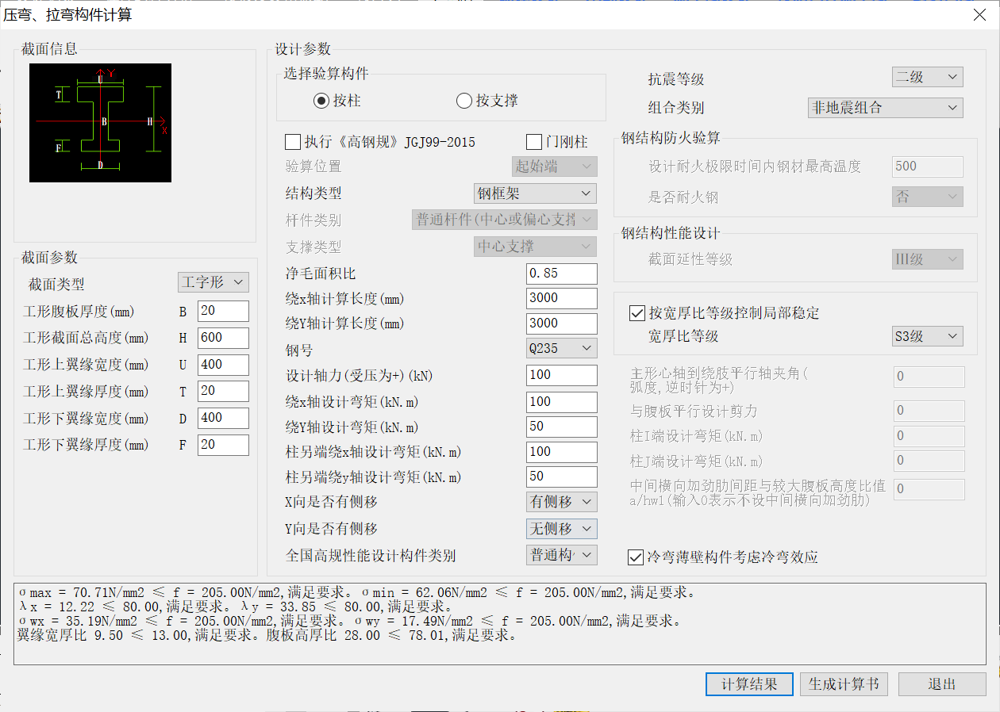 压弯、拉弯构件计算
截面信息
U
Y
T
B
H
X
F
D
截面参数
截面类型 工字形
工形腹板厚度(mm) B 20
工形截面总高度(mm) H 600
工形上翼缘宽度(mm) U 400
工形上翼缘厚度(mm) T 20
工形下翼缘宽度(mm) D 400
工形下翼缘厚度(mm) F 20
设计参数
选择验算构件
按柱 按支撑
执行《高钢规》JGJ99-2015 门刚柱
验算位置 起始端
结构类型 钢框架
杆件类别 普通杆件(中心或偏心支撑
支撑类型 中心支撑
净毛面积比 0.85
绕x轴计算长度(mm) 3000
绕Y轴计算长度(mm) 3000
钢号 Q235
设计轴力(受压为+)(kN) 100
绕x轴设计弯矩(kN.m) 100
绕Y轴设计弯矩(kN.m) 50
柱另端绕x轴设计弯矩(kN.m) 100
柱另端绕y轴设计弯矩(kN.m) 50
X向是否有侧移 有侧移
Y向是否有侧移 无侧移
全国高规性能设计构件类别 普通构
抗震等级 二级
组合类别 非地震组合
钢结构防火验算
设计耐火极限时间内钢材最高温度 500
是否耐火钢 否
钢结构性能设计
截面延性等级 III级
按宽厚比等级控制局部稳定
宽厚比等级 S3级
主形心轴到绕肢平行轴夹角(
弧度,逆时针为+) 0
与腹板平行设计剪力 0
柱I端设计弯矩(kN.m) 0
柱J端设计弯矩(kN.m) 0
中间横向加劲肋间距与较大腹板高度比值
a/hw1(输入0表示不设中间横向加劲肋) 0
冷弯薄壁构件考虑冷弯效应
σmax = 70.71N/mm2 ≤ f = 205.00N/mm2,满足要求。σmin = 62.06N/mm2 ≤ f = 205.00N/mm2,满足要求。
λx = 12.22 ≤ 80.00,满足要求。λy = 33.85 ≤ 80.00,满足要求。
σwx = 35.19N/mm2 ≤ f = 205.00N/mm2,满足要求。σwy = 17.49N/mm2 ≤ f = 205.00N/mm2,满足要求。
翼缘宽厚比 9.50 ≤ 13.00,满足要求。腹板高厚比 28.00 ≤ 78.01,满足要求。
计算结果 生成计算书 退出